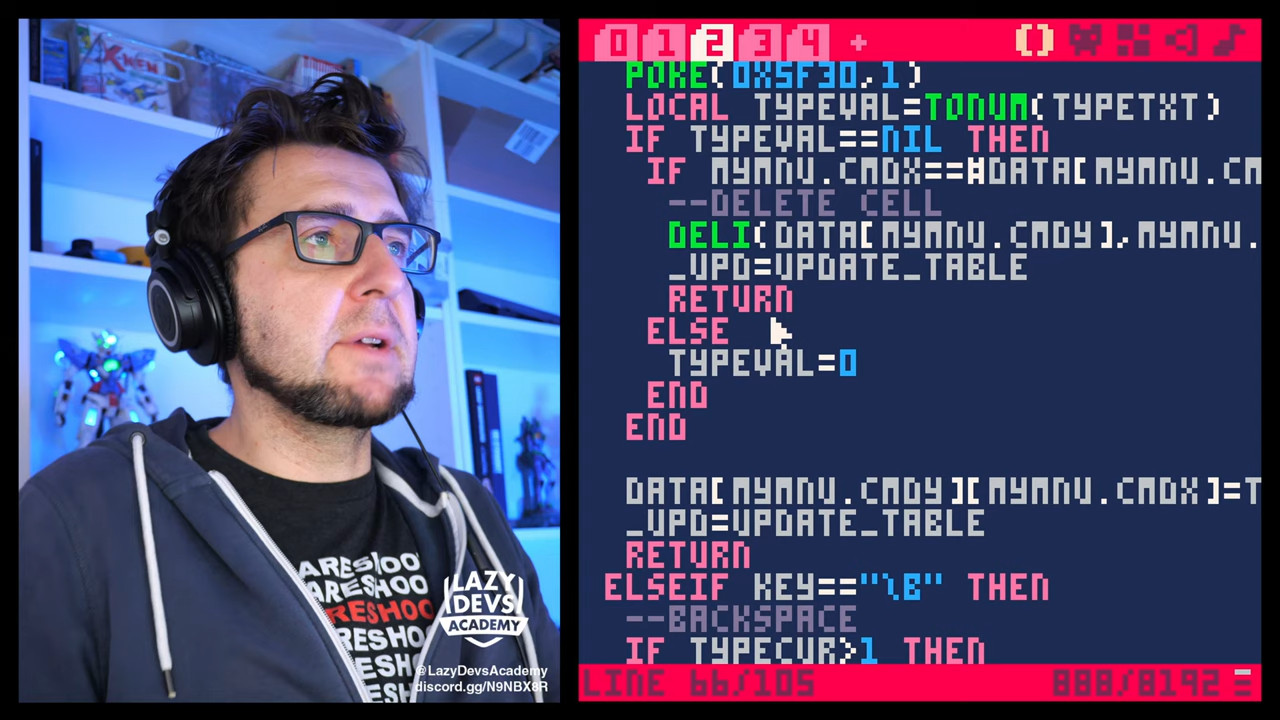 0 1 2 3 4 +
POKE(0X5F30,1)
LOCAL TYPEVAL=TONUM(TYPETXT)
IF TYPEVAL==NIL THEN
IF MYMNU.CMDX==#DATA[MYMNU.CM
--DELETE CELL
DELI(DATA[MYMNU.CMDY],MYMNU.
_UPD=UPDATE_TABLE
RETURN
ELSE
TYPEVAL=0
END
END
DATA[MYMNU.CMDY][MYMNU.CMDX]=T
_UPD=UPDATE_TABLE
RETURN
ELSEIF KEY=="\B" THEN
--BACKSPACE
IF TYPECUR>1 THEN
LINE 66/105
888/8192
LAZY
DEVS
ACADEMY
@LazyDevsAcademy
discord.gg/N9NBX8R